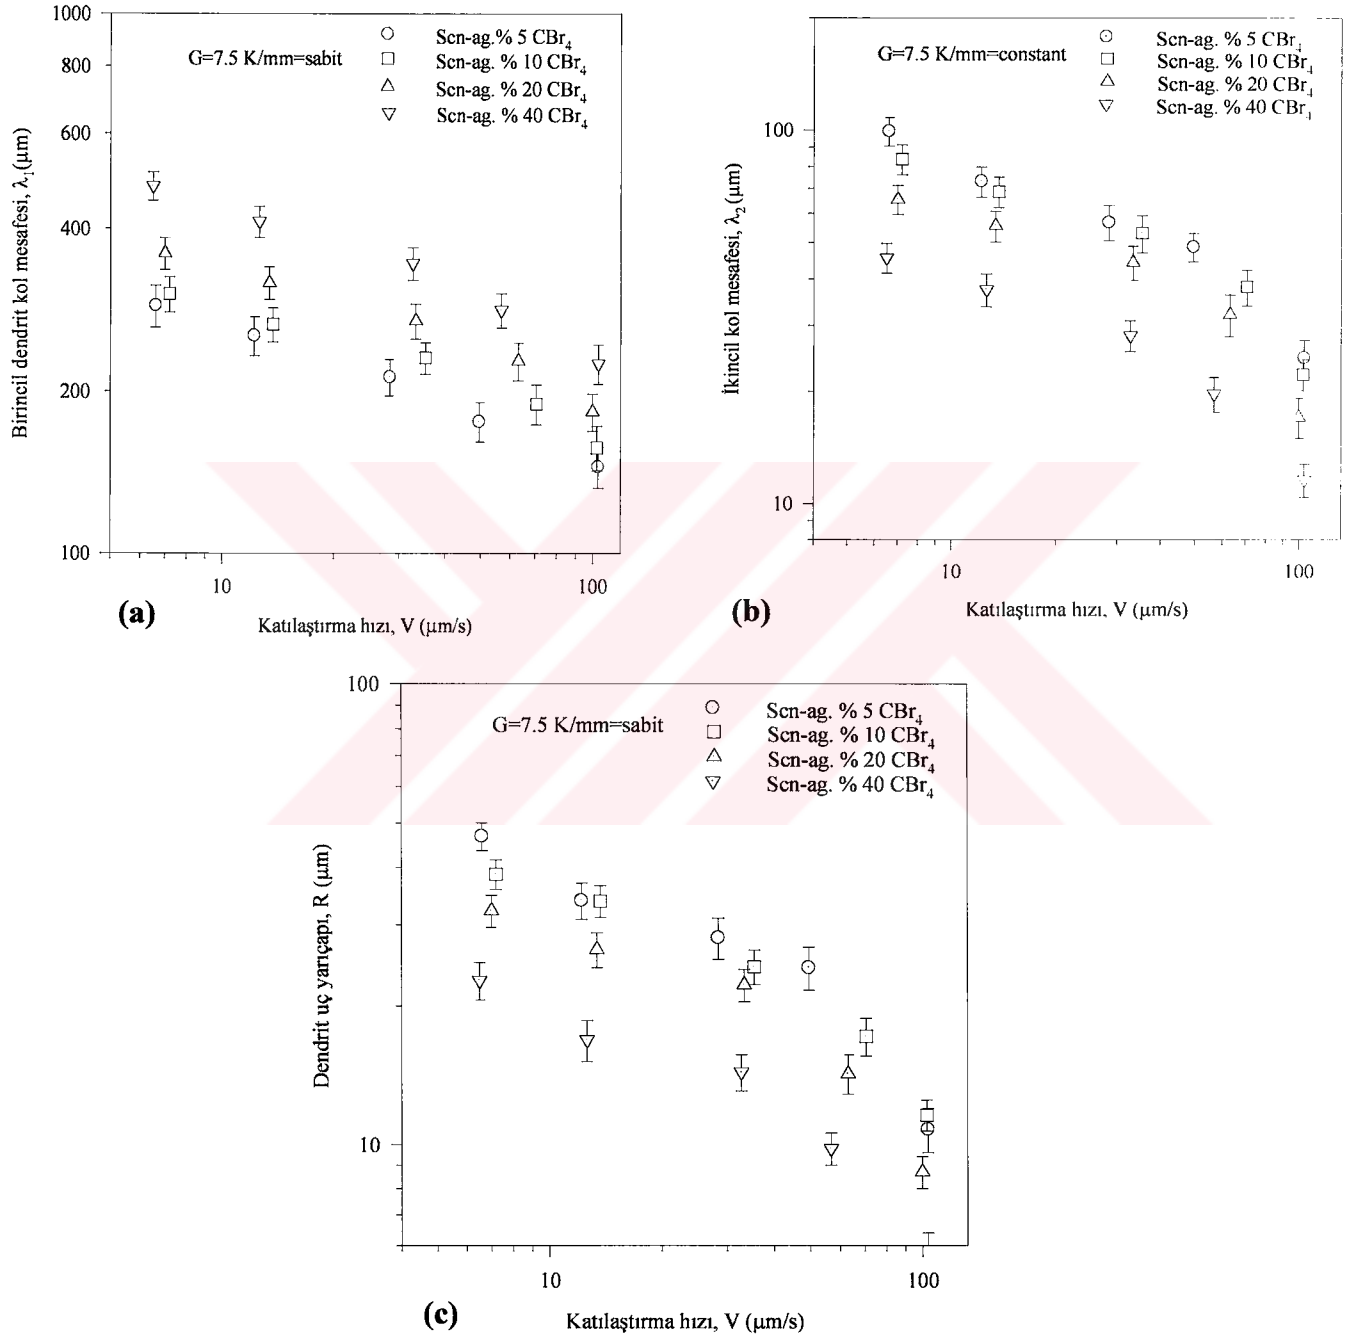 1000
800
600
400
200
100
Birincil dendrit kol mesafesi, λ₁(μm)
G=7.5 K/mm=sabit
Scn-ag.% 5 CBr₄
Scn-ag. % 10 CBr₄
Scn-ag. % 20 CBr₄
Scn-ag. % 40 CBr₄
10
100
(a)
Katılaştırma hızı, V (μm/s)
100
10
İkincil kol mesafesi, λ₂(μm)
G=7.5 K/mm=constant
Scn-ag. % 5 CBr₄
Scn-ag. % 10 CBr₄
Scn-ag. % 20 CBr₄
Scn-ag. % 40 CBr₄
10
100
(b)
Katılaştırma hızı, V (μm/s)
100
10
Dendrit uç yarıçapı, R (μm)
G=7.5 K/mm=sabit
Scn-ag. % 5 CBr₄
Scn-ag. % 10 CBr₄
Scn-ag. % 20 CBr₄
Scn-ag. % 40 CBr₄
10
100
(c)
Katılaştırma hızı, V (μm/s)